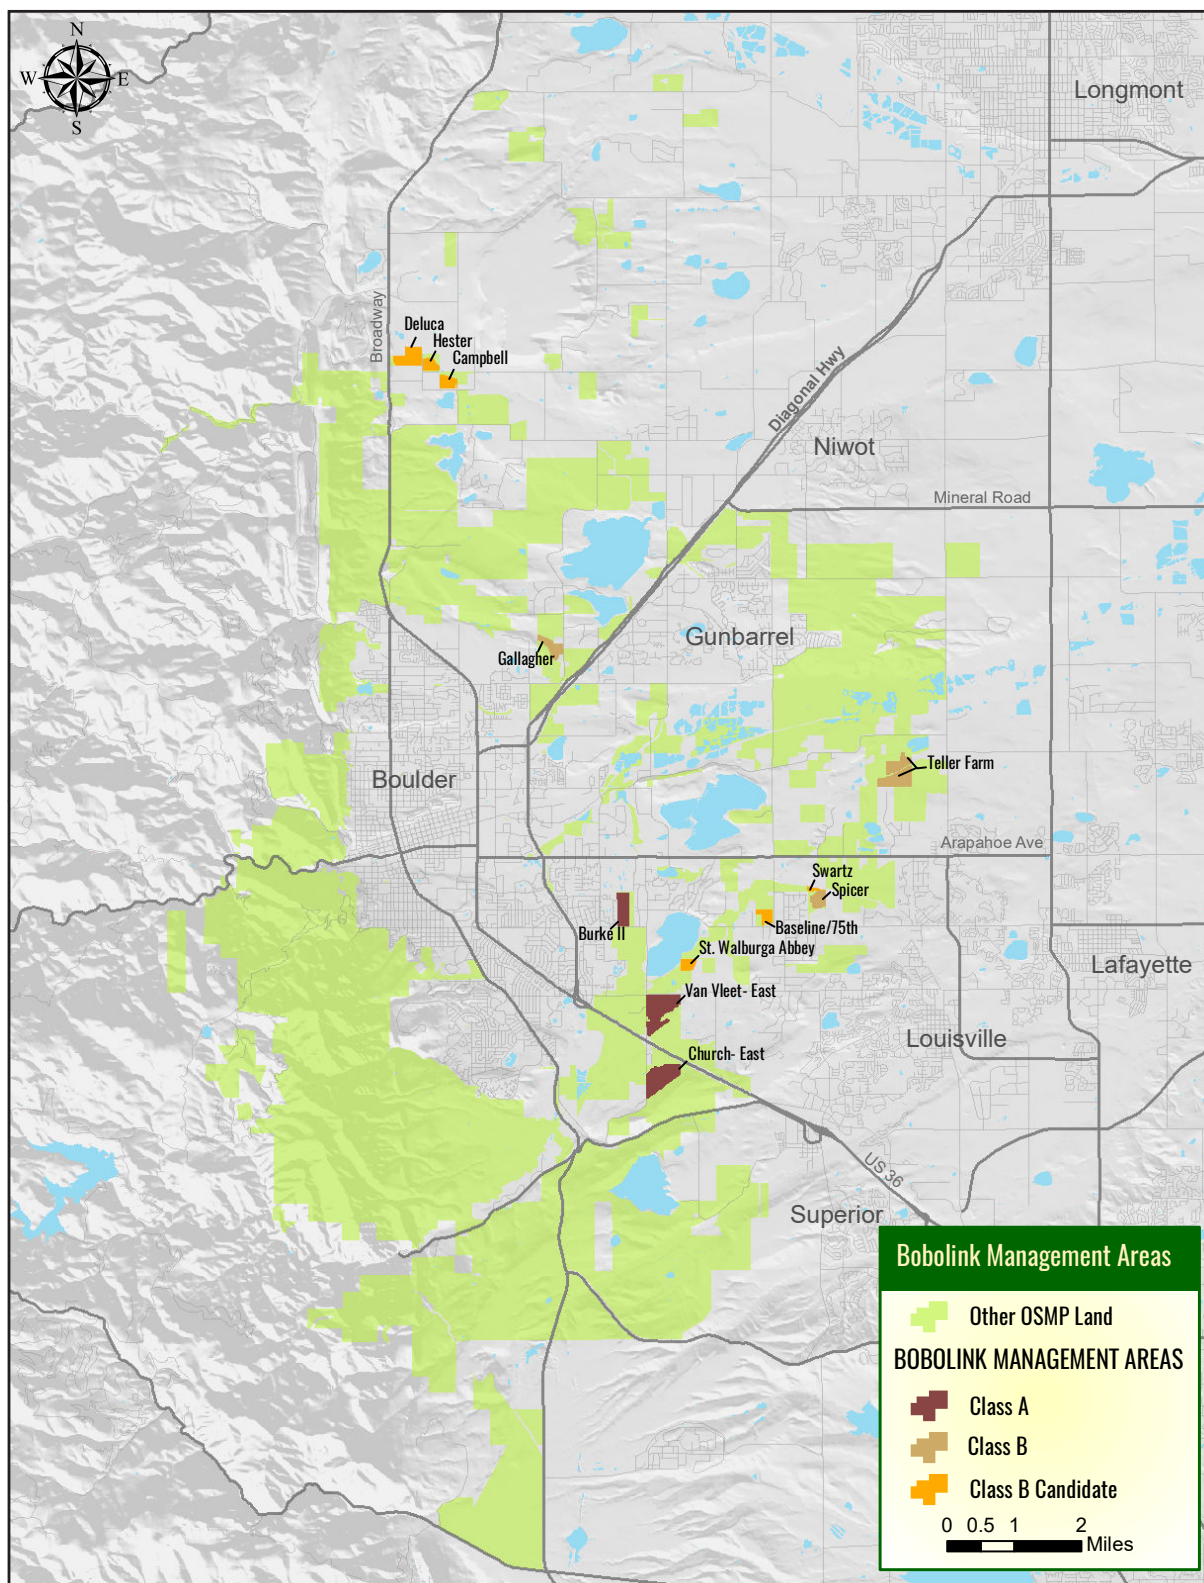 N
W
E
S
Longmont
Broadway
Deluca
Hester
Campbell
Diagonal Hwy
Niwot
Mineral Road
Gunbarrel
Gallagher
Boulder
Teller Farm
Arapahoe Ave
Swartz
Spicer
Burke II
Baseline/75th
St. Walburga Abbey
Lafayette
Van Vleet- East
Louisville
Church- East
US 36
Superior
Bobolink Management Areas
Other OSMP Land
BOBOLINK MANAGEMENT AREAS
Class A
Class B
Class B Candidate
0 0.5 1 2
Miles